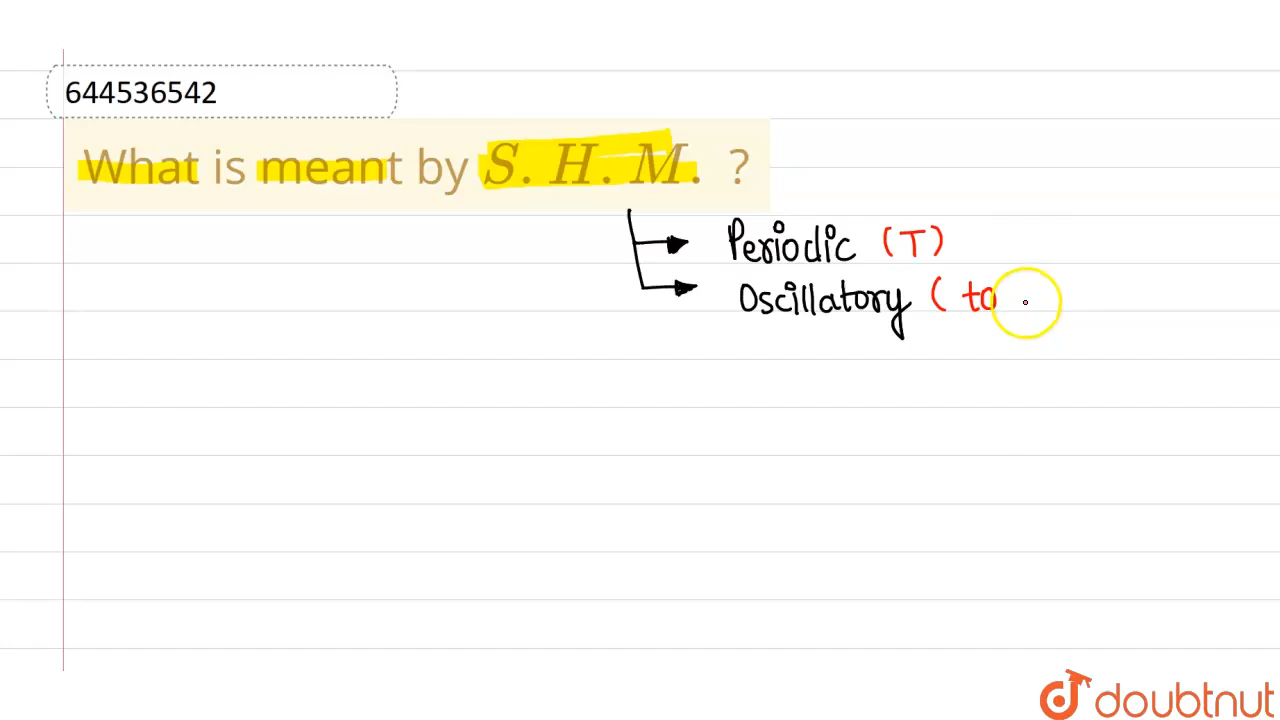 644536542
What is meant by S. H. M. ?
Periodic (T)
Oscillatory ( to
doubtnut